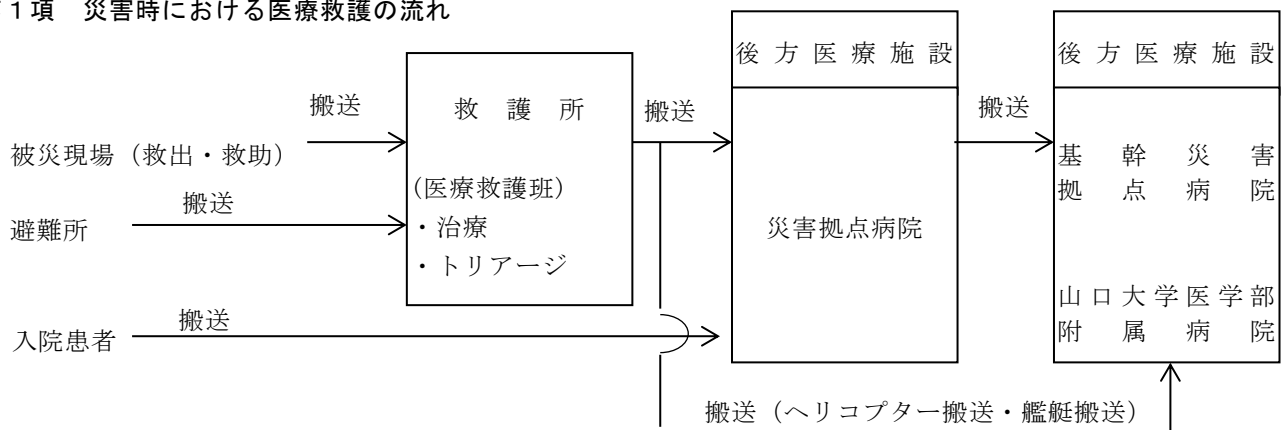 １項　災害時における医療救護の流れ
後方医療施設
後方医療施設
搬送
救護所
搬送
搬送
被災現場（救出・救助）
基幹災害
拠点病院
(医療救護班)
搬送
避難所
・治療
災害拠点病院
・トリアージ
山口大学医学部
附属病院
搬送
入院患者
搬送（ヘリコプター搬送・艦艇搬送）